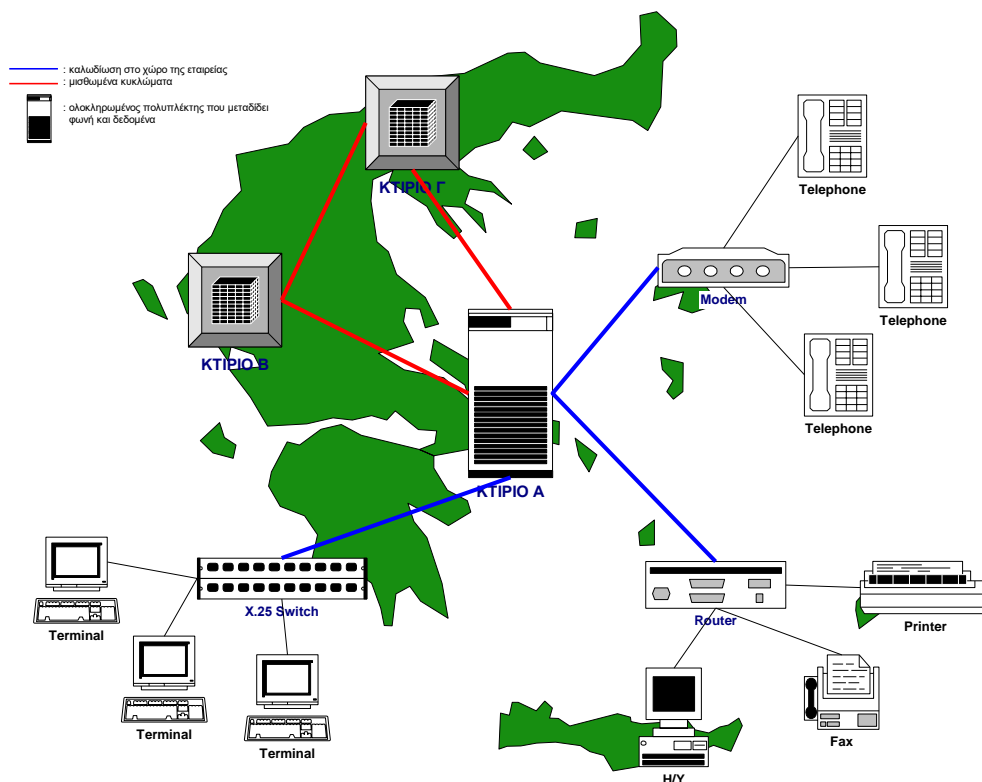 : καλωδίωση στο χώρο της εταιρείας
: μισθωμένα κυκλώματα
: ολοκληρωμένος πολυπλέκτης που μεταδίδει
φωνή και δεδομένα
ΚΤΙΡΙΟ Γ
Telephone
Modem
Telephone
ΚΤΙΡΙΟ Β
Telephone
ΚΤΙΡΙΟ Α
X.25 Switch
Router
Printer
Terminal
Terminal
Terminal
Fax
Η/Υ